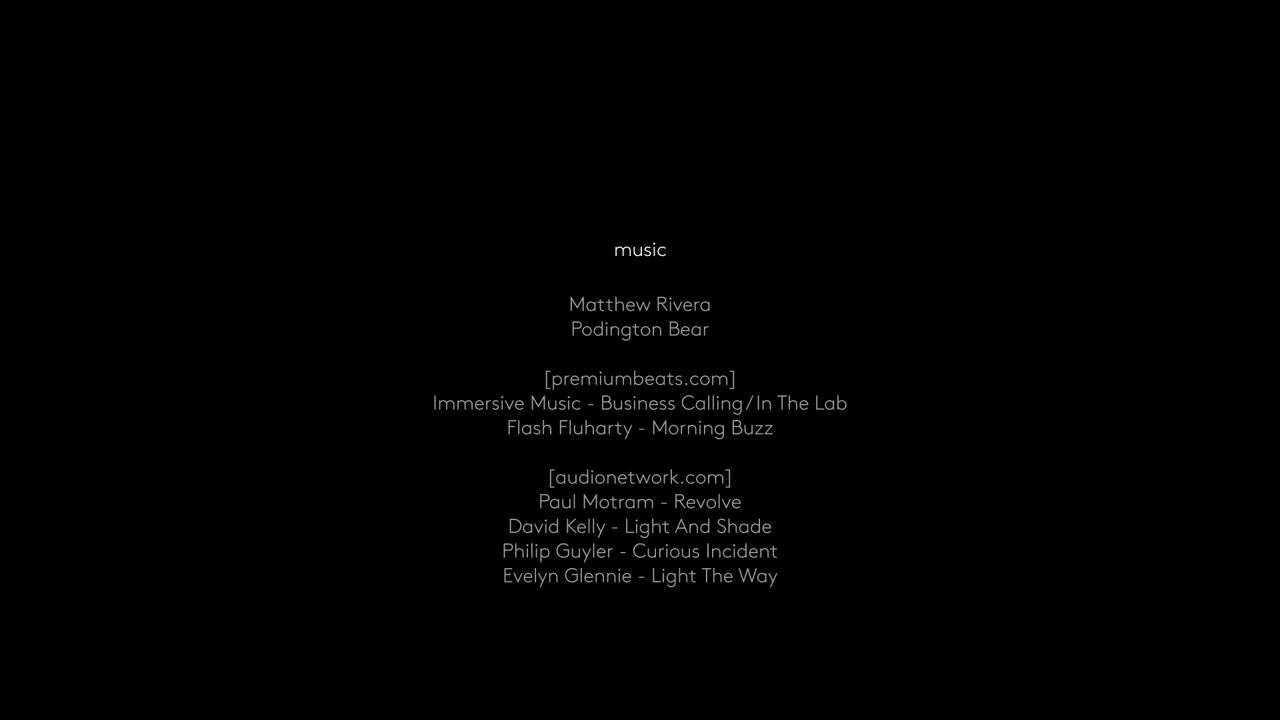 music
Matthew Rivera
Podington Bear
[premiumbeats.com]
Immersive Music - Business Calling/In The Lab
Flash Fluharty - Morning Buzz
[audionetwork.com]
Paul Motram - Revolve
David Kelly - Light And Shade
Philip Guyler - Curious Incident
Evelyn Glennie - Light The Way